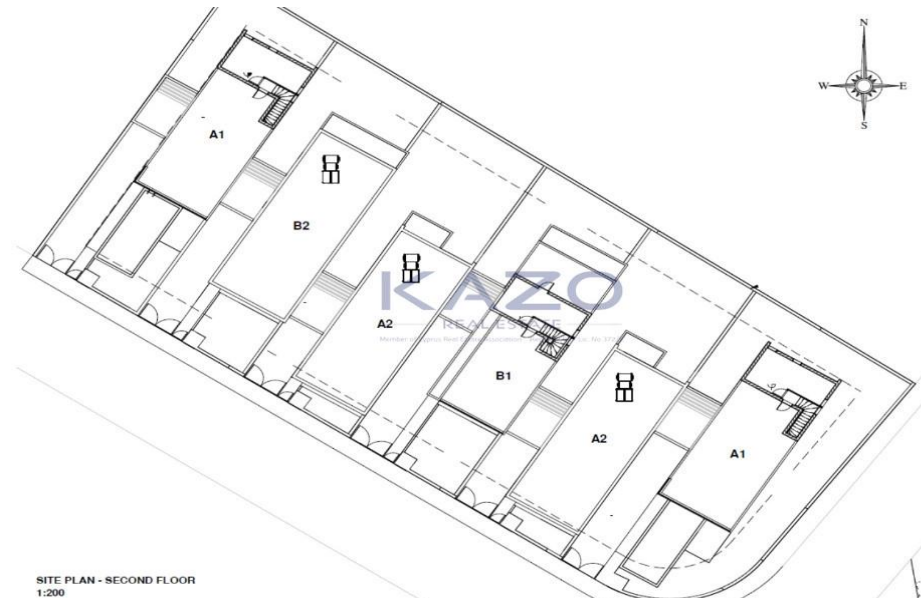 N
W E
S
A1
B2
A2
KAZO
REAL ESTATE
B1
A2
A1
SITE PLAN - SECOND FLOOR
1:200